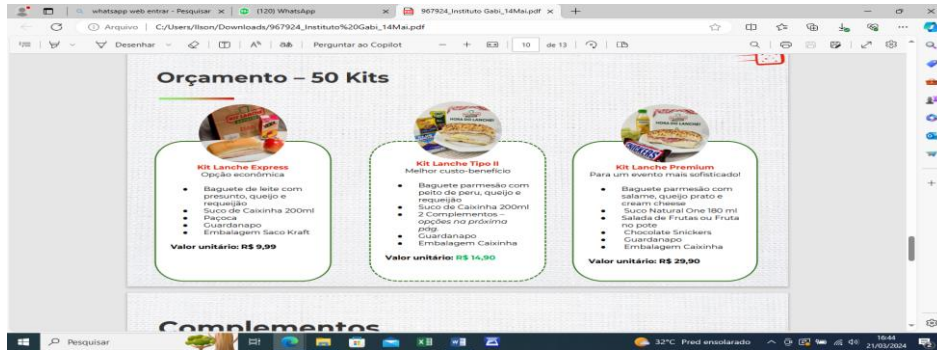 whatsapp web entrar - Pesquisar
(120) WhatsApp
967924_Instituto Gabi_14Mai.pdf
Arquivo
C:/Users/Ilson/Downloads/967924_Instituto%20Gabi_14Mai.pdf
Desenhar
Perguntar ao Copilot
10
de 13
Orçamento – 50 Kits
Kit Lanche Express
Opção econômica
• Baguete de leite com
presunto, queijo e
requeijão
• Suco de Caixinha 200ml
• Paçoca
• Guardanapo
• Embalagem Saco Kraft
Valor unitário: R$ 9,99
Kit Lanche Tipo II
Melhor custo-benefício
• Baguete parmesão com
peito de peru, queijo e
requeijão
• Suco de Caixinha 200ml
• 2 Complementos –
opções na próxima
pág.
• Guardanapo
• Embalagem Caixinha
Valor unitário: R$ 14,90
Kit Lanche Premium
Para um evento mais sofisticado!
• Baguete parmesão com
salame, queijo prato e
cream cheese
• Suco Natural One 180 ml
• Salada de Frutas ou Fruta
no pote
• Chocolate Snickers
• Guardanapo
• Embalagem Caixinha
Valor unitário: R$ 29,90
SNICKERS
Complementos
Pesquisar
32°C Pred ensolarado
16:44
21/03/2024